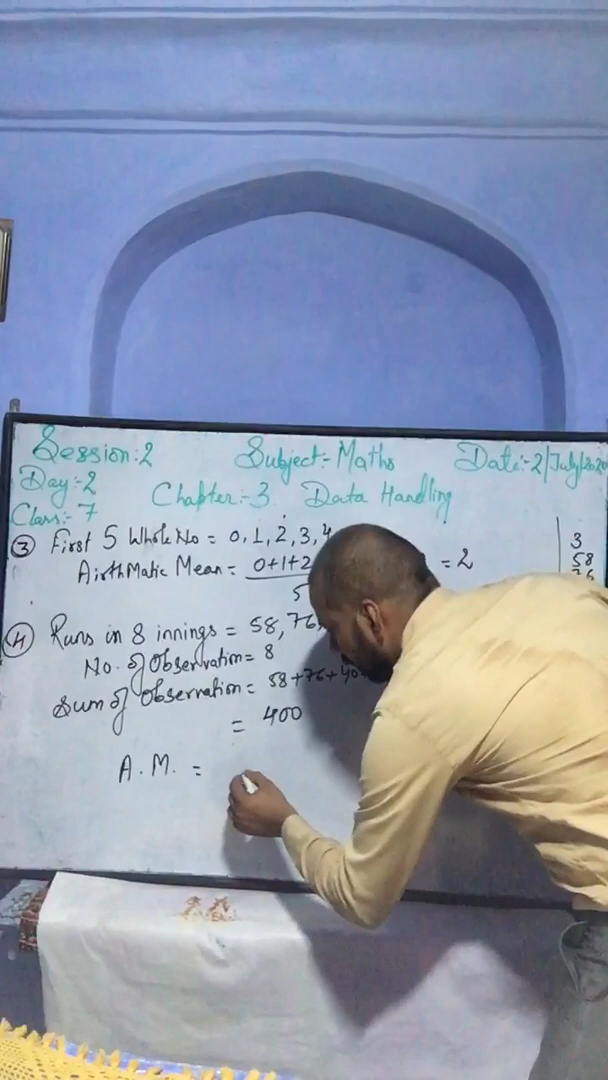 Session:2 Subject:- Maths Date:-2/July/2020
Day:-2
Chapter:-3 Data Handling
Class:-7
③ First 5 Whole No = 0,1,2,3,4
AirthMatic Mean = 0+1+2 = 2
5
④ Runs in 8 innings = 58,76,
No. of Observation = 8
Sum of Observation = 58+76+40
= 400
A.M. =
3
58
76